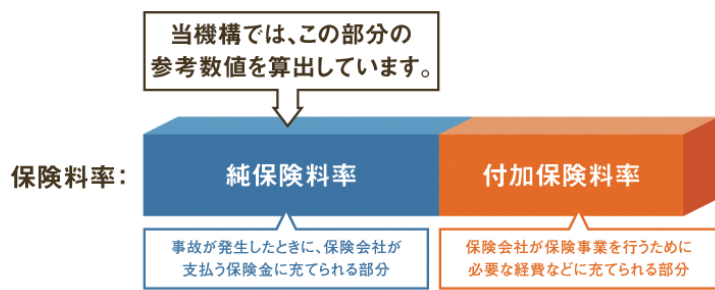 当機構では、この部分の
参考数値を算出しています。
保険料率:
純保険料率
付加保険料率
事故が発生したときに、保険会社が
支払う保険金に充てられる部分
保険会社が保険事業を行うために
必要な経費などに充てられる部分